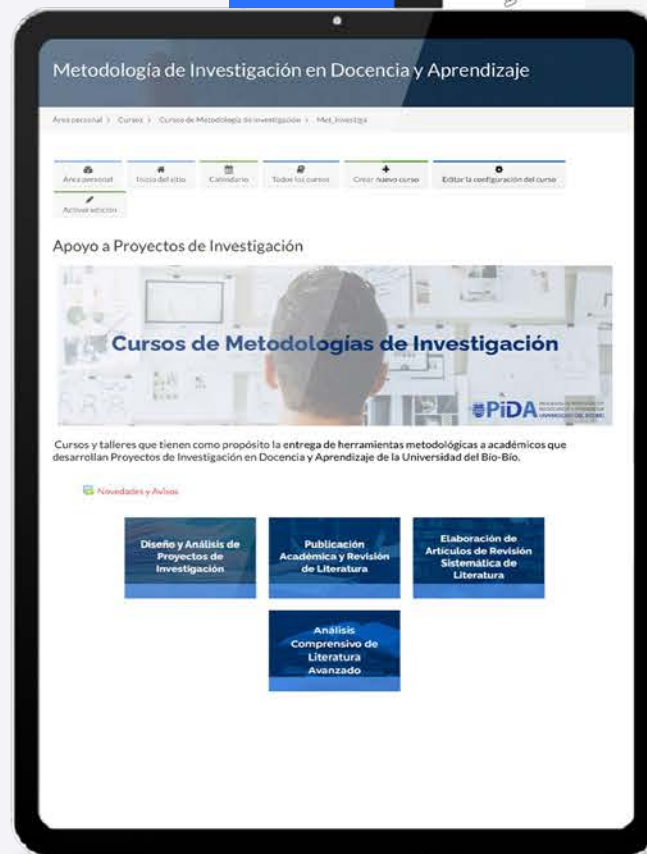 Metodología de Investigación en Docencia y Aprendizaje
Área personal > Cursos > Cursos de Metodología de investigación > Met_Investiga
Área personal
Inicio del sitio
Calendario
Todos los cursos
Crear nuevo curso
Editar la configuración del curso
Activar edición
Apoyo a Proyectos de Investigación
Cursos de Metodologías de Investigación
PiDA
UNIVERSIDAD DEL BÍO-BÍO
Cursos y talleres que tienen como propósito la entrega de herramientas metodológicas a académicos que
desarrollan Proyectos de Investigación en Docencia y Aprendizaje de la Universidad del Bío-Bío.
Novedades y Avisos
Diseño y Análisis de
Proyectos de
Investigación
Publicación
Académica y Revisión
de Literatura
Elaboración de
Artículos de Revisión
Sistemática de
Literatura
Análisis
Comprensivo de
Literatura
Avanzado